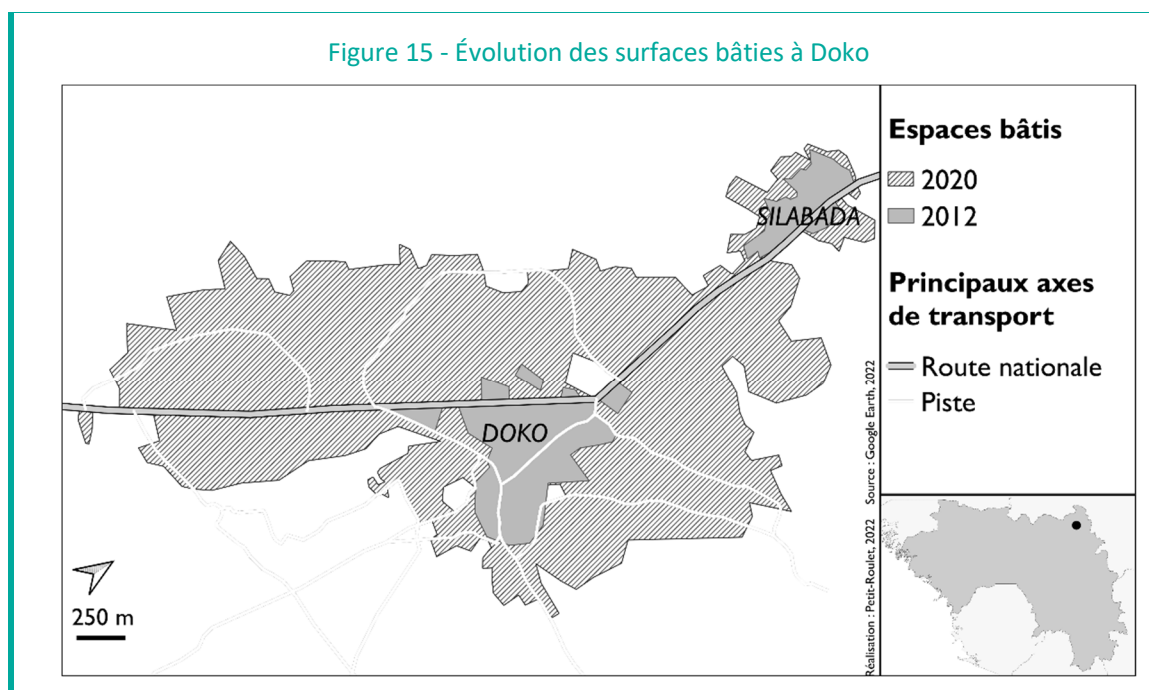 Figure 15 - Évolution des surfaces bâties à Doko
SILABADA
DOKO
250 m
Espaces bâtis
2020
2012
Principaux axes
de transport
Route nationale
Piste
Réalisation : Petit-Roulet, 2022 Source : Google Earth, 2022